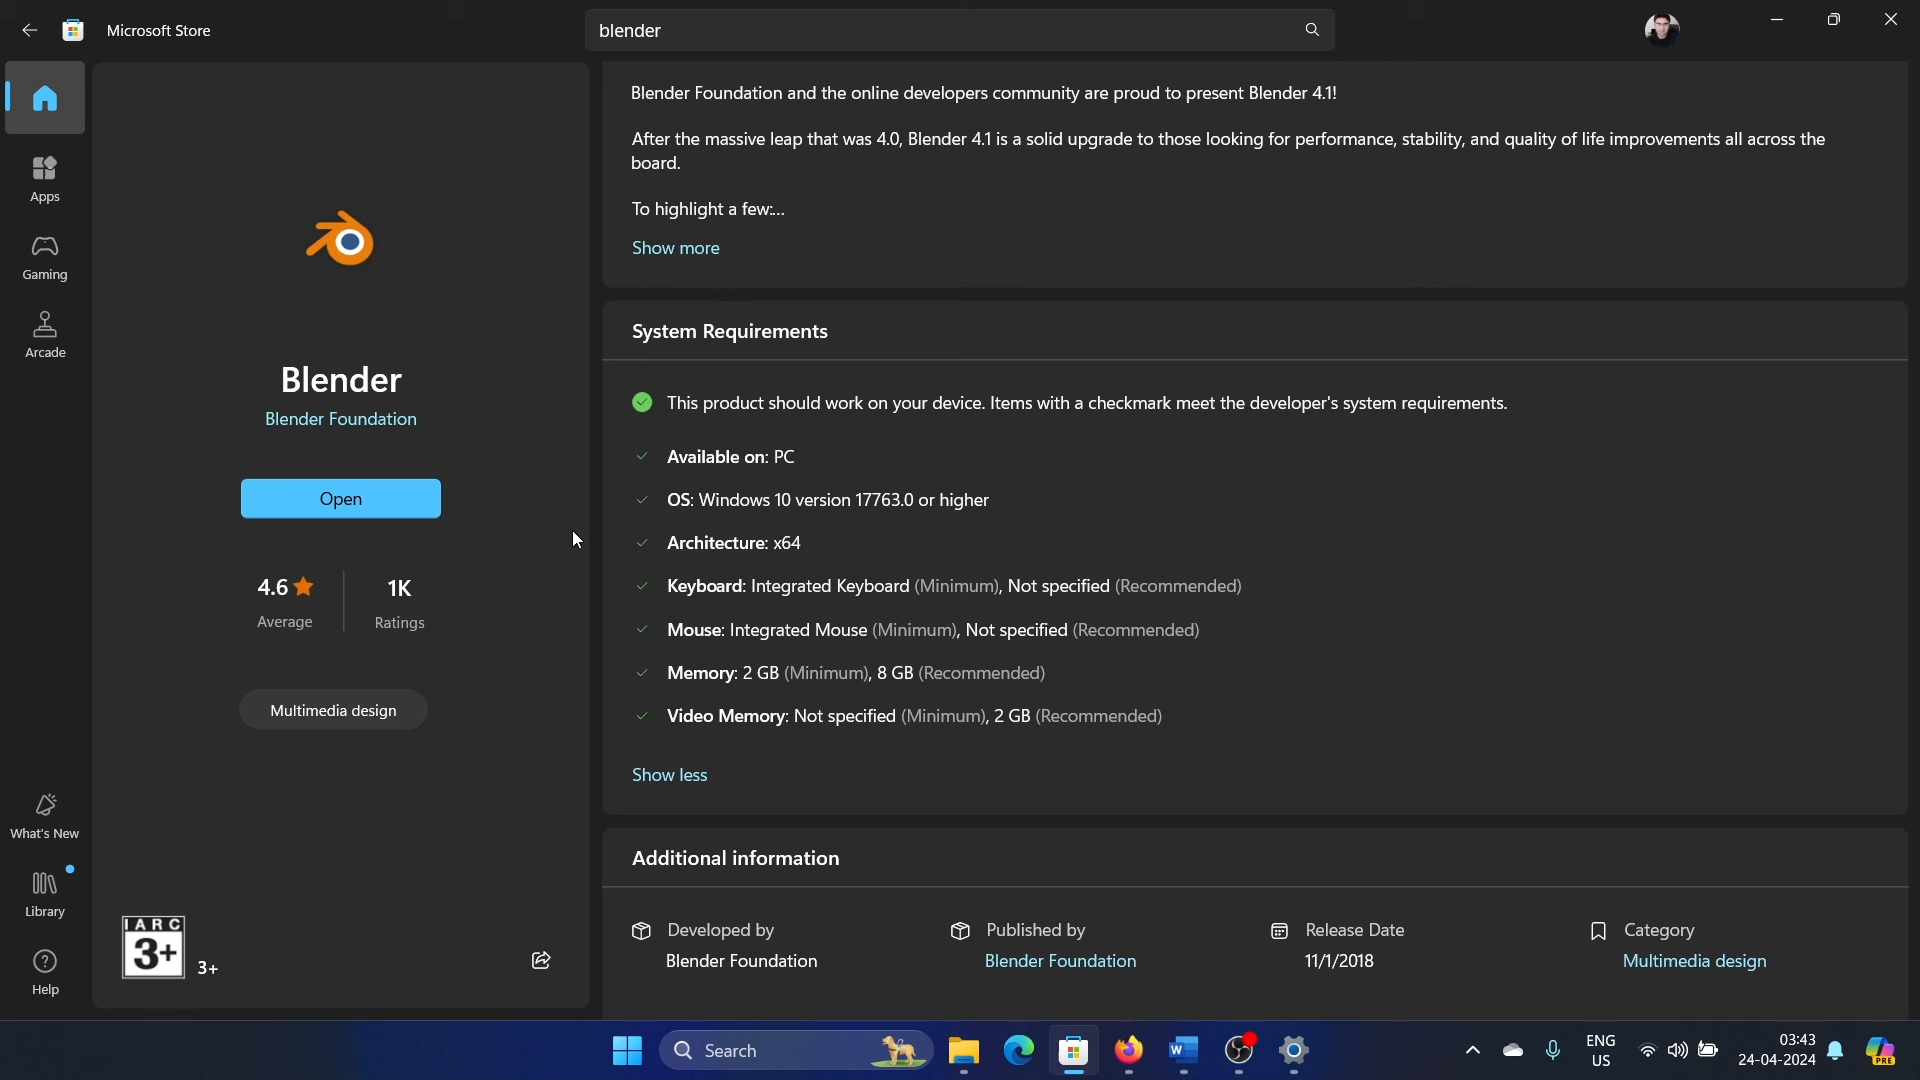 Microsoft Store
blender
Apps
Gaming
Arcade
What's New
Library
Help
Blender
Blender Foundation
Open
4.6
Average
1K
Ratings
Multimedia design
IARC
3+
3+
Blender Foundation and the online developers community are proud to present Blender 4.1!
After the massive leap that was 4.0, Blender 4.1 is a solid upgrade to those looking for performance, stability, and quality of life improvements all across the
board.
To highlight a few:...
Show more
System Requirements
This product should work on your device. Items with a checkmark meet the developer's system requirements.
Available on: PC
OS: Windows 10 version 17763.0 or higher
Architecture: x64
Keyboard: Integrated Keyboard (Minimum), Not specified (Recommended)
Mouse: Integrated Mouse (Minimum), Not specified (Recommended)
Memory: 2 GB (Minimum), 8 GB (Recommended)
Video Memory: Not specified (Minimum), 2 GB (Recommended)
Show less
Additional information
Developed by
Blender Foundation
Published by
Blender Foundation
Release Date
11/1/2018
Category
Multimedia design
Search
W
ENG
US
03:43
24-04-2024
PRE